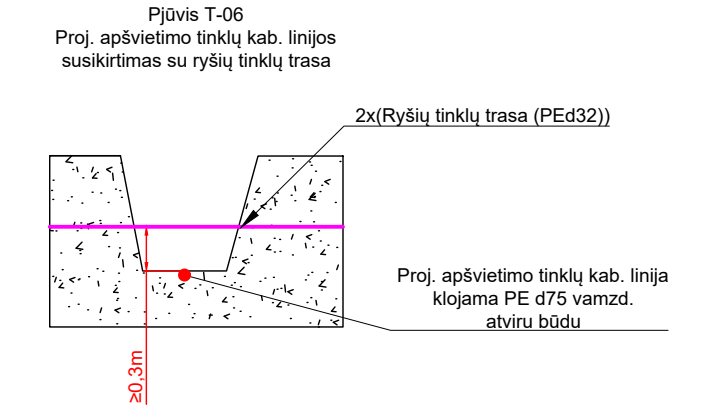 Pjūvis T-06
Proj. apšvietimo tinklų kab. linijos
susikirtimas su ryšių tinklų trasa
2x(Ryšių tinklų trasa (PEd32))
Proj. apšvietimo tinklų kab. linija
klojama PE d75 vamzd.
atviru būdu
≥0,3m